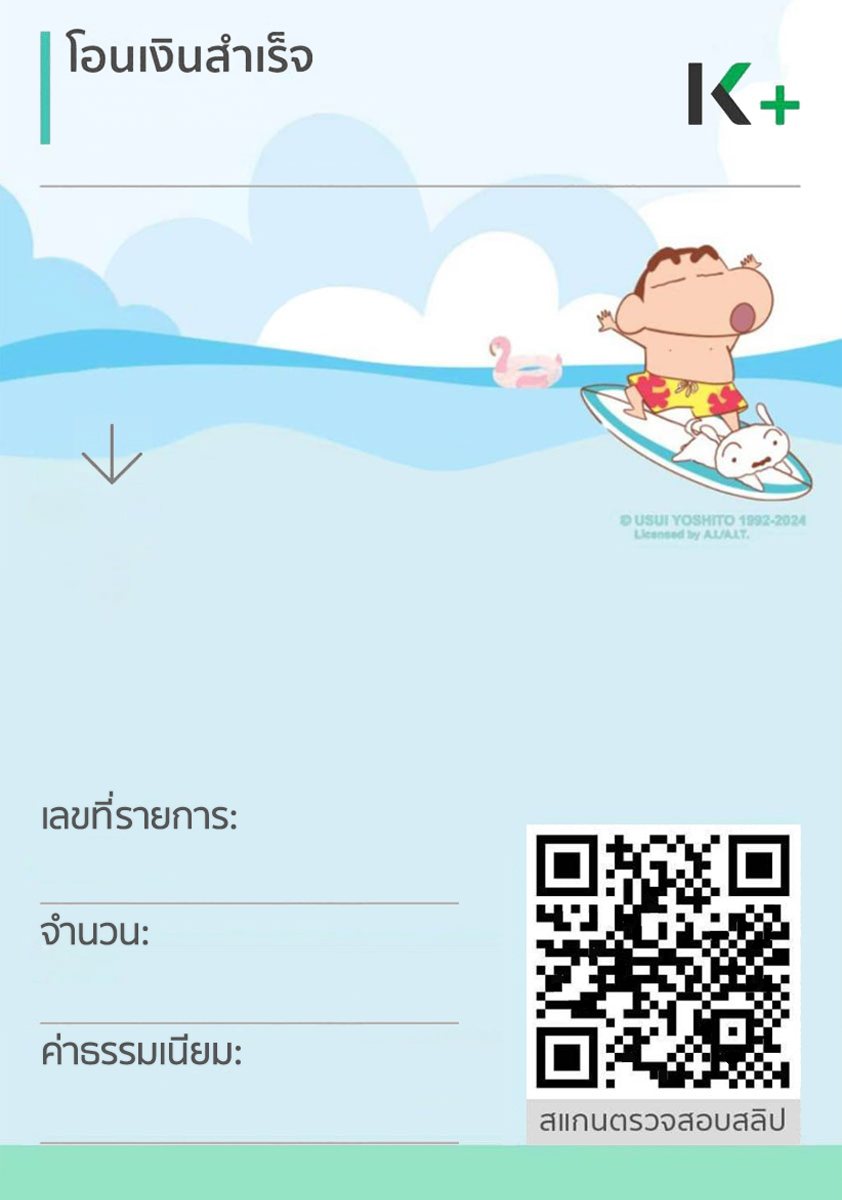 โอนเงินสำเร็จ
K+
© USUI YOSHITO 1992-2024
Licensed by A.I./A.I.T.
เลขที่รายการ:
จำนวน:
ค่าธรรมเนียม:
สแกนตรวจสอบสลิป